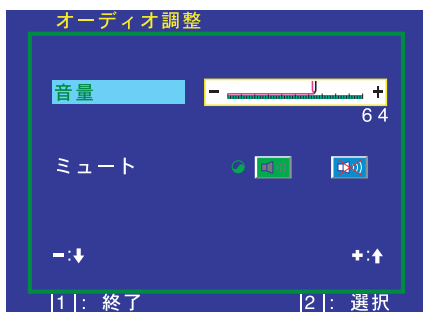 オーディオ調整
音量 - +
64
ミュート
-:↓ +:↑
|1|: 終了 |2|: 選択